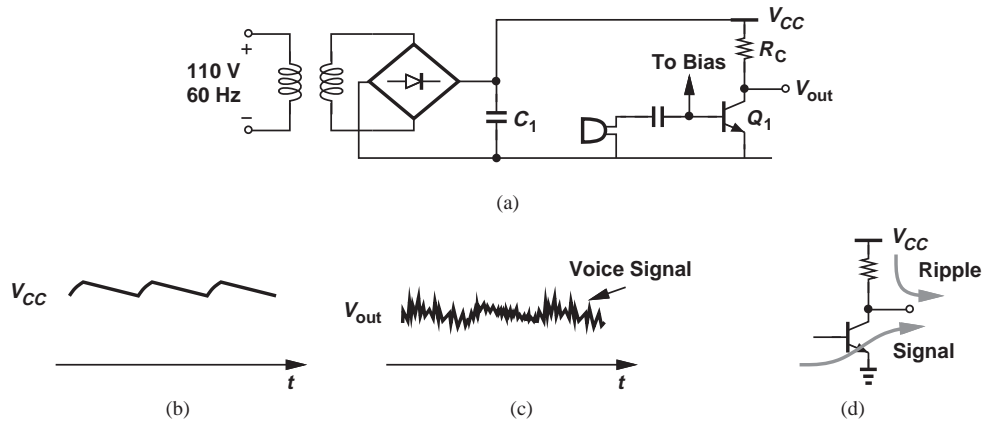 V_CC
R_C
To Bias
V_out
110 V
60 Hz
+
−
C_1
Q_1
(a)
V_CC
t
(b)
Voice Signal
V_out
t
(c)
V_CC
Ripple
Signal
(d)